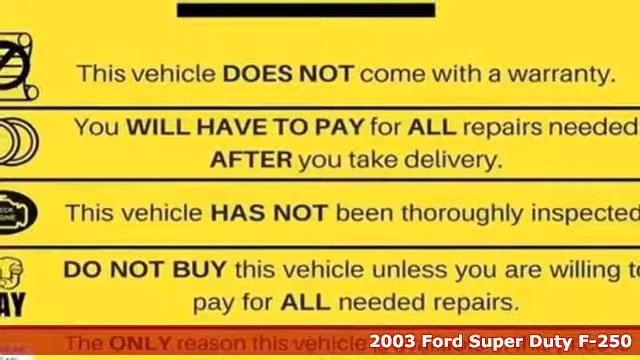 This vehicle DOES NOT come with a warranty.
You WILL HAVE TO PAY for ALL repairs needed
AFTER you take delivery.
This vehicle HAS NOT been thoroughly inspected
DO NOT BUY this vehicle unless you are willing to
pay for ALL needed repairs.
The ONLY reason this vehicle
2003 Ford Super Duty F-250